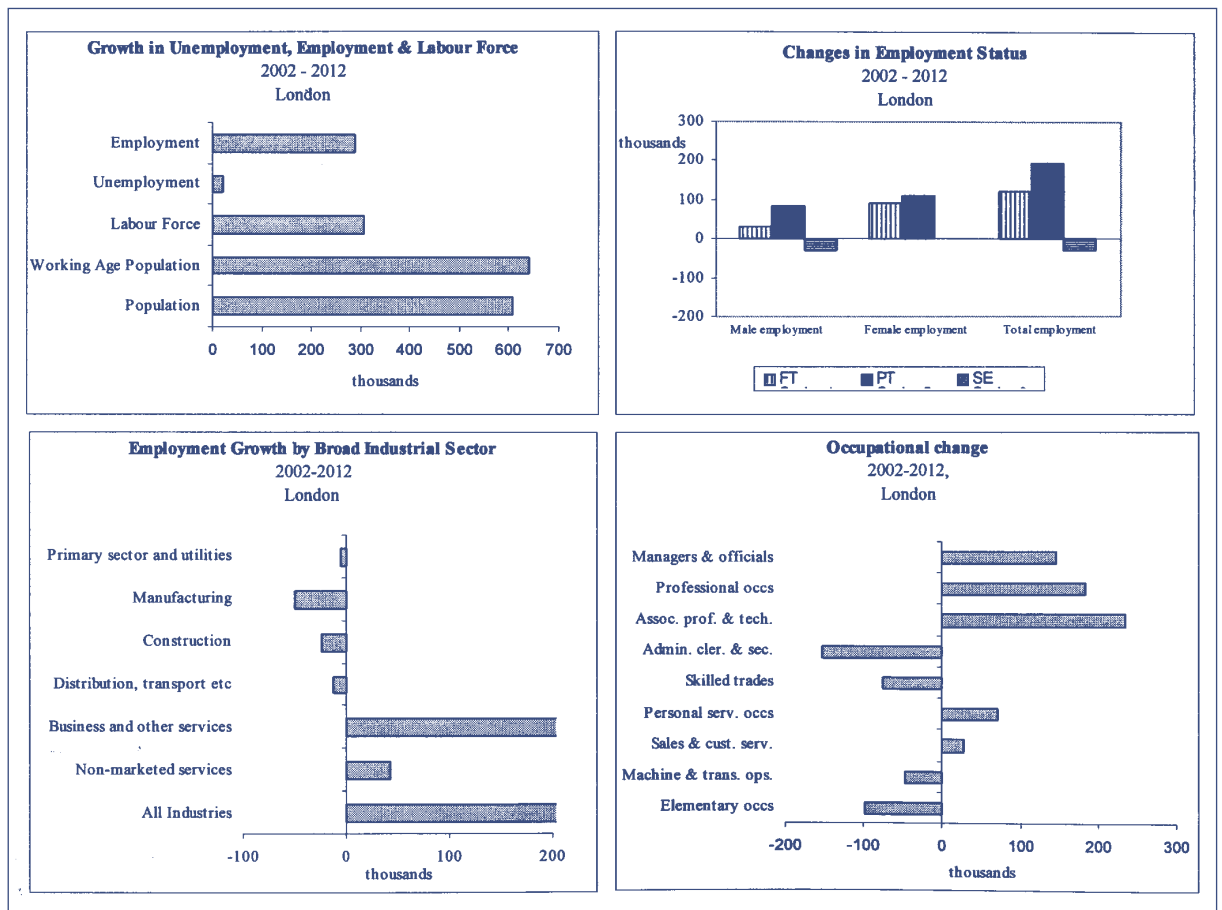 Growth in Unemployment, Employment & Labour Force
2002 - 2012
London
Employment
Unemployment
Labour Force
Working Age Population
Population
0 100 200 300 400 500 600 700
thousands
Changes in Employment Status
2002 - 2012
London
300
thousands
200
100
0
-100
-200
Male employment Female employment Total employment
FT PT SE
Employment Growth by Broad Industrial Sector
2002-2012
London
Primary sector and utilities
Manufacturing
Construction
Distribution, transport etc
Business and other services
Non-marketed services
All Industries
-100 0 100 200
thousands
Occupational change
2002-2012,
London
Managers & officials
Professional occs
Assoc. prof. & tech.
Admin. cler. & sec.
Skilled trades
Personal serv. occs
Sales & cust. serv.
Machine & trans. ops.
Elementary occs
-200 -100 0 100 200 300
thousands